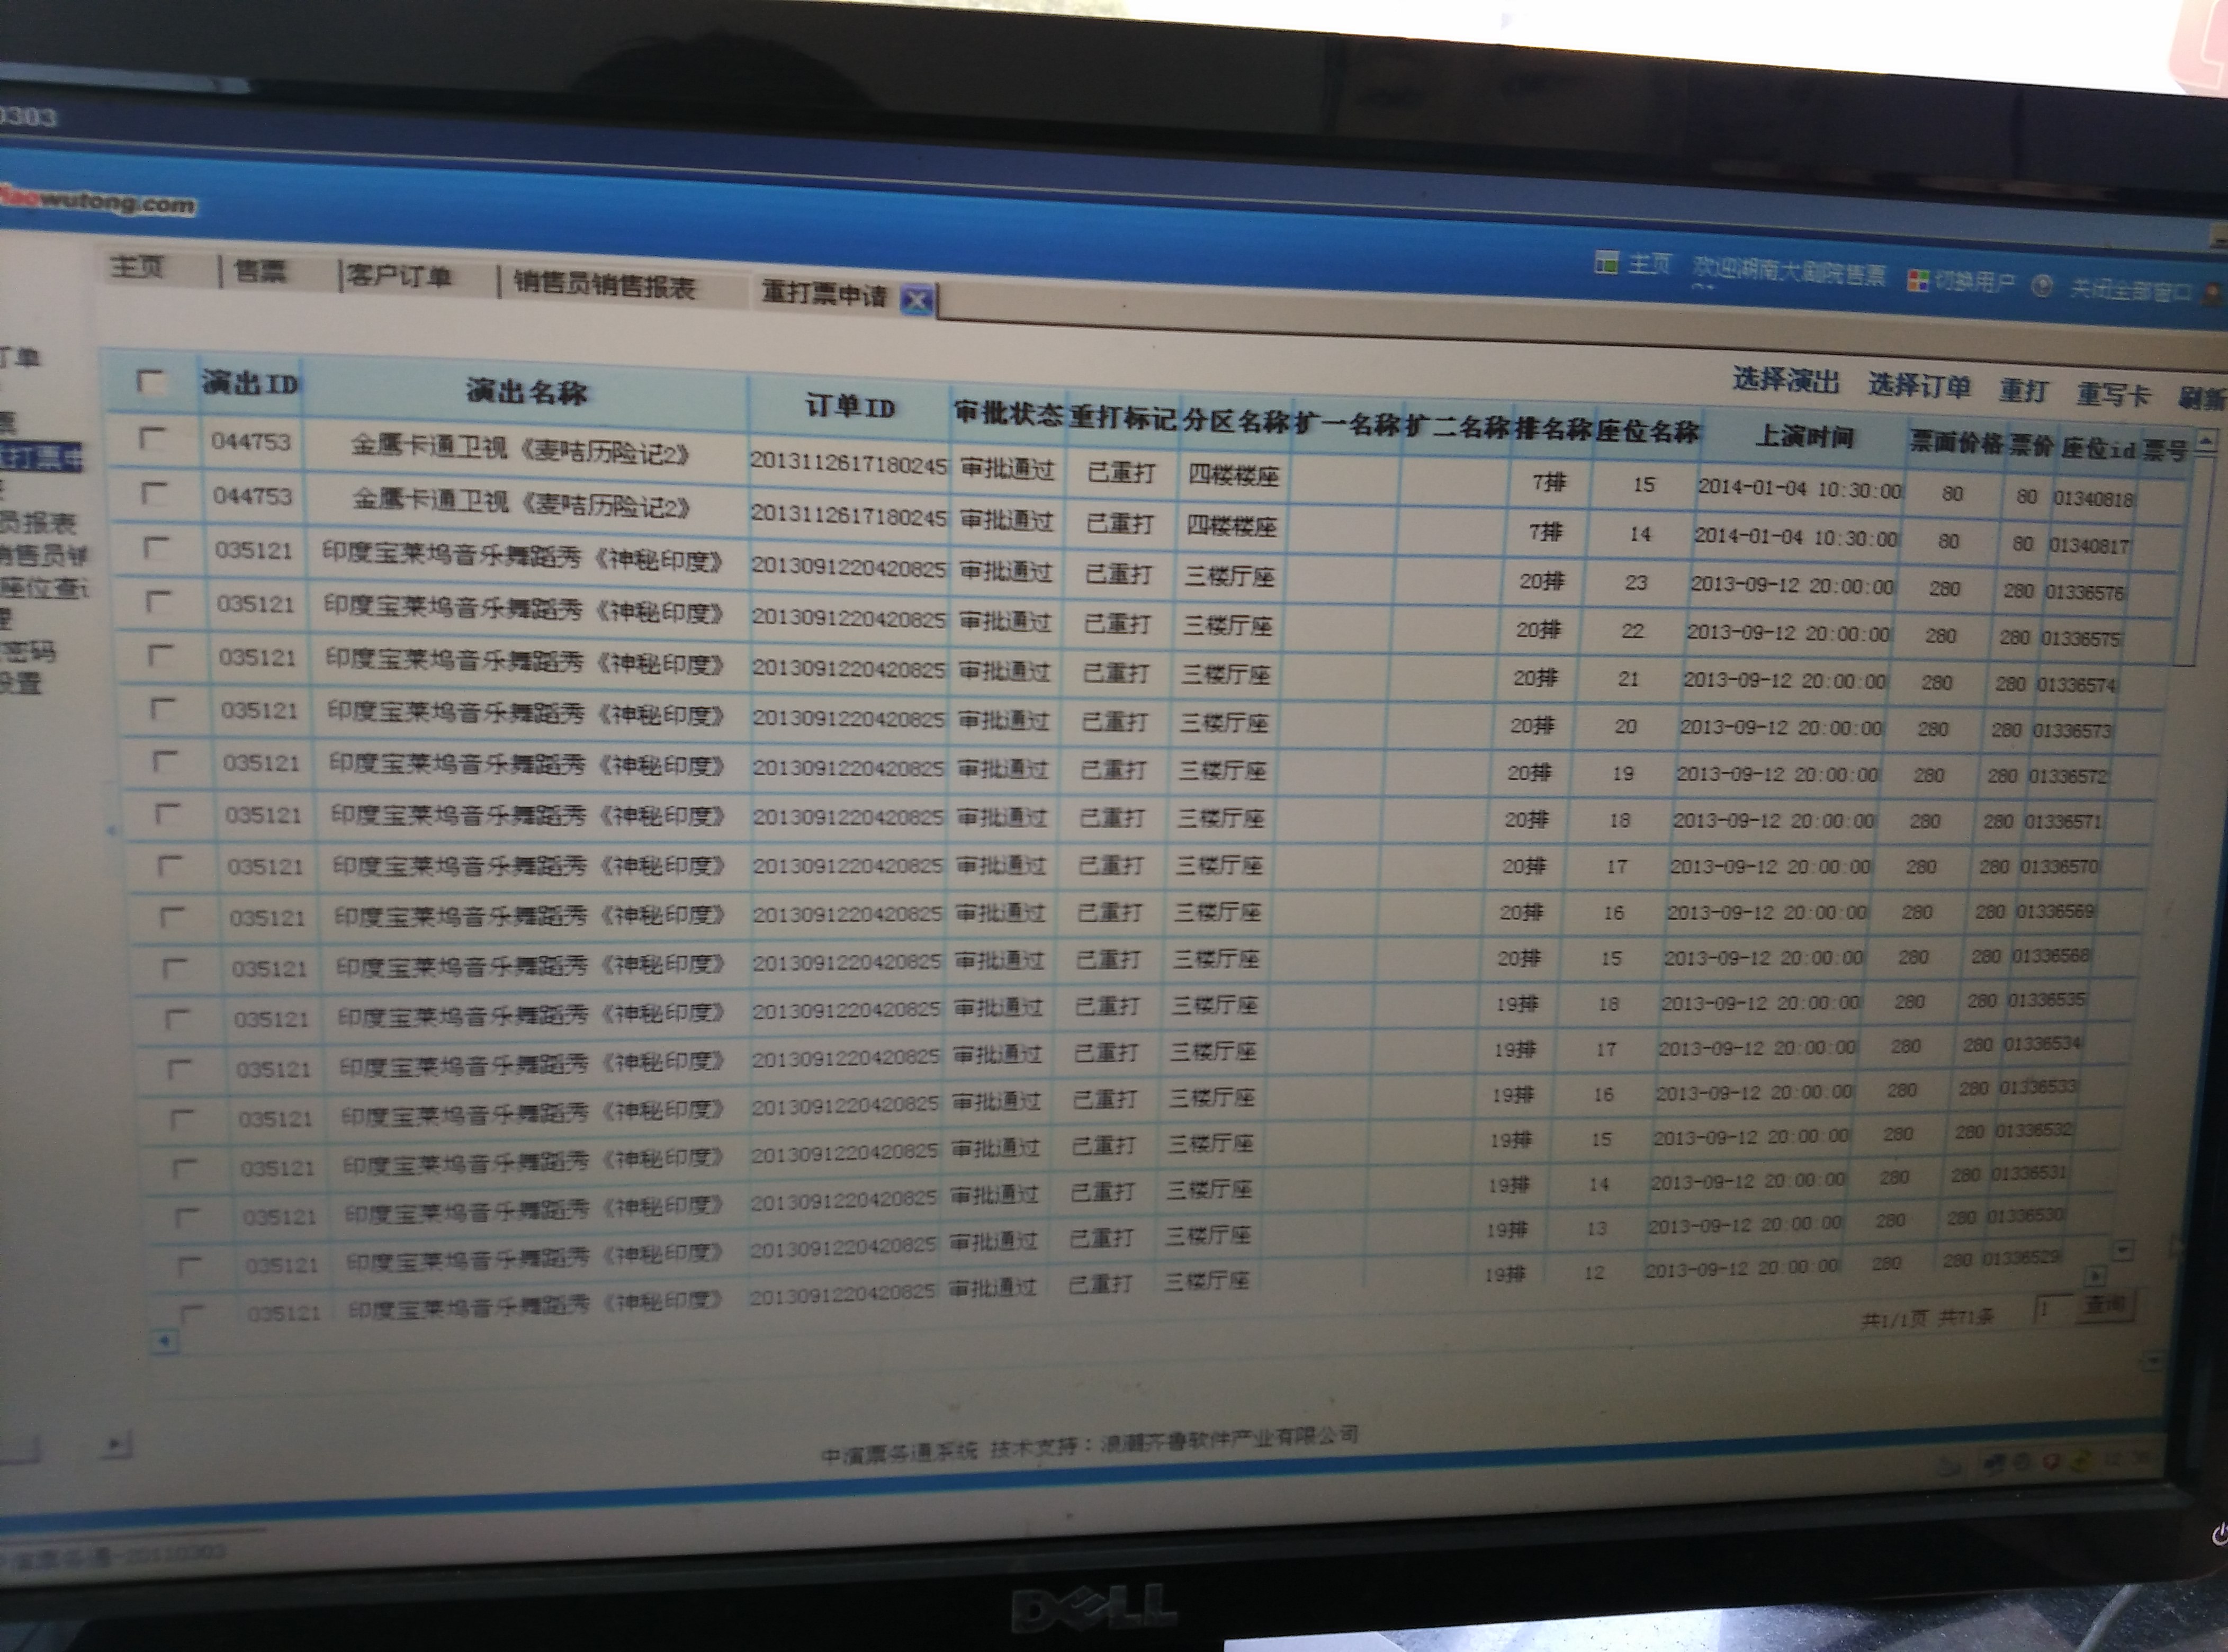 0303
Piaowutong.com
主页 售票 客户订单 销售员销售报表 重打票申请
主页 欢迎湖南大剧院售票 切换用户 关闭全部窗口
订单
票
打票申
员报表
销售员销
座位查
理
密码
设置
选择演出 选择订单 重打 重写卡 刷新
演出ID 演出名称 订单ID 审批状态 重打标记 分区名称 扩一名称 扩二名称 排名称 座位名称 上演时间 票面价格 票价 座位id 票号
044753 金鹰卡通卫视《麦咭历险记2》 2013112617180245 审批通过 已重打 四楼楼座 7排 15 2014-01-04 10:30:00 80 80 01340818
044753 金鹰卡通卫视《麦咭历险记2》 2013112617180245 审批通过 已重打 四楼楼座 7排 14 2014-01-04 10:30:00 80 80 01340817
035121 印度宝莱坞音乐舞蹈秀《神秘印度》 2013091220420825 审批通过 已重打 三楼厅座 20排 23 2013-09-12 20:00:00 280 280 01336576
035121 印度宝莱坞音乐舞蹈秀《神秘印度》 2013091220420825 审批通过 已重打 三楼厅座 20排 22 2013-09-12 20:00:00 280 280 01336575
035121 印度宝莱坞音乐舞蹈秀《神秘印度》 2013091220420825 审批通过 已重打 三楼厅座 20排 21 2013-09-12 20:00:00 280 280 01336574
035121 印度宝莱坞音乐舞蹈秀《神秘印度》 2013091220420825 审批通过 已重打 三楼厅座 20排 20 2013-09-12 20:00:00 280 280 01336573
035121 印度宝莱坞音乐舞蹈秀《神秘印度》 2013091220420825 审批通过 已重打 三楼厅座 20排 19 2013-09-12 20:00:00 280 280 01336572
035121 印度宝莱坞音乐舞蹈秀《神秘印度》 2013091220420825 审批通过 已重打 三楼厅座 20排 18 2013-09-12 20:00:00 280 280 01336571
035121 印度宝莱坞音乐舞蹈秀《神秘印度》 2013091220420825 审批通过 已重打 三楼厅座 20排 17 2013-09-12 20:00:00 280 280 01336570
035121 印度宝莱坞音乐舞蹈秀《神秘印度》 2013091220420825 审批通过 已重打 三楼厅座 20排 16 2013-09-12 20:00:00 280 280 01336569
035121 印度宝莱坞音乐舞蹈秀《神秘印度》 2013091220420825 审批通过 已重打 三楼厅座 20排 15 2013-09-12 20:00:00 280 280 01336568
035121 印度宝莱坞音乐舞蹈秀《神秘印度》 2013091220420825 审批通过 已重打 三楼厅座 19排 18 2013-09-12 20:00:00 280 280 01336535
035121 印度宝莱坞音乐舞蹈秀《神秘印度》 2013091220420825 审批通过 已重打 三楼厅座 19排 17 2013-09-12 20:00:00 280 280 01336534
035121 印度宝莱坞音乐舞蹈秀《神秘印度》 2013091220420825 审批通过 已重打 三楼厅座 19排 16 2013-09-12 20:00:00 280 280 01336533
035121 印度宝莱坞音乐舞蹈秀《神秘印度》 2013091220420825 审批通过 已重打 三楼厅座 19排 15 2013-09-12 20:00:00 280 280 01336532
035121 印度宝莱坞音乐舞蹈秀《神秘印度》 2013091220420825 审批通过 已重打 三楼厅座 19排 14 2013-09-12 20:00:00 280 280 01336531
035121 印度宝莱坞音乐舞蹈秀《神秘印度》 2013091220420825 审批通过 已重打 三楼厅座 19排 13 2013-09-12 20:00:00 280 280 01336530
035121 印度宝莱坞音乐舞蹈秀《神秘印度》 2013091220420825 审批通过 已重打 三楼厅座 19排 12 2013-09-12 20:00:00 280 280 01336529
共1/1页 共71条 1 查询
中演票务通系统 技术支持：浪潮齐鲁软件产业有限公司
中演票务通-20110303
DELL